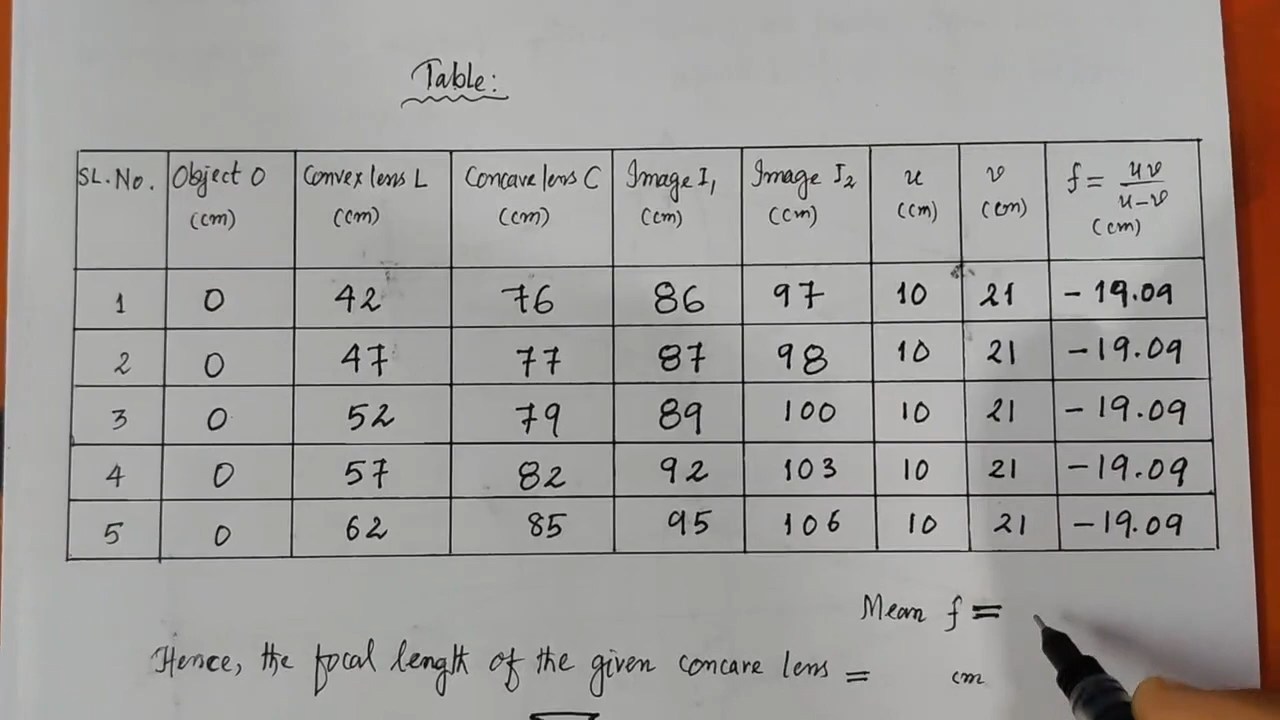 Table:
SL.No. Object O (cm) Convex lens L (cm) Concave lens C (cm) Image I₁ (cm) Image I₂ (cm) u (cm) v (cm) f = uv/u-v (cm)
1 0 42 76 86 97 10 21 -19.09
2 0 47 77 87 98 10 21 -19.09
3 0 52 79 89 100 10 21 -19.09
4 0 57 82 92 103 10 21 -19.09
5 0 62 85 95 106 10 21 -19.09
Mean f =
Hence, the focal length of the given concave lens = cm